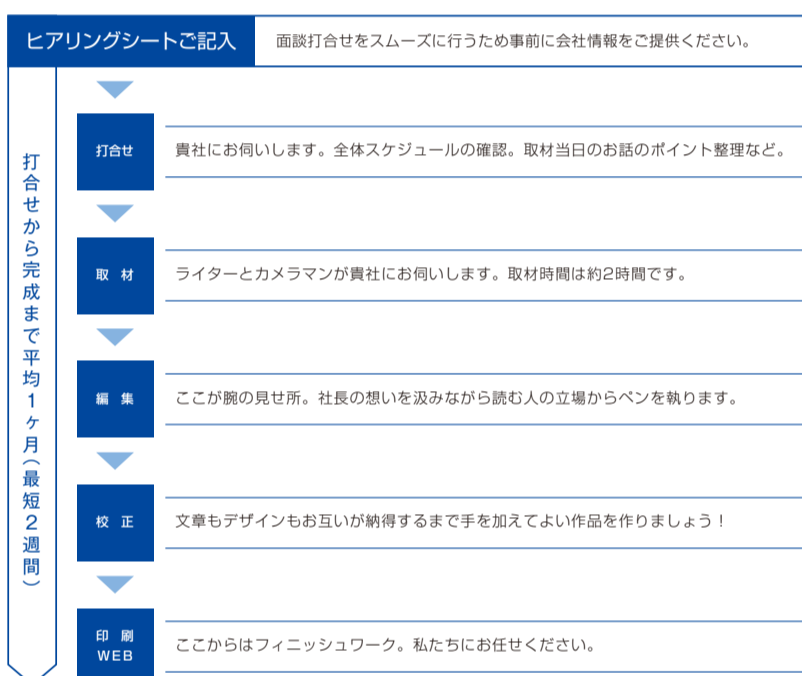 ヒアリングシートご記入
面談打合せをスムーズに行うため事前に会社情報をご提供ください。
打合せから完成まで平均1ヶ月(最短2週間)
打合せ
貴社にお伺いします。全体スケジュールの確認。取材当日のお話のポイント整理など。
取 材
ライターとカメラマンが貴社にお伺いします。取材時間は約2時間です。
編 集
ここが腕の見せ所。社長の想いを汲みながら読む人の立場からペンを執ります。
校 正
文章もデザインもお互いが納得するまで手を加えてよい作品を作りましょう!
印 刷
WEB
ここからはフィニッシュワーク。私たちにお任せください。